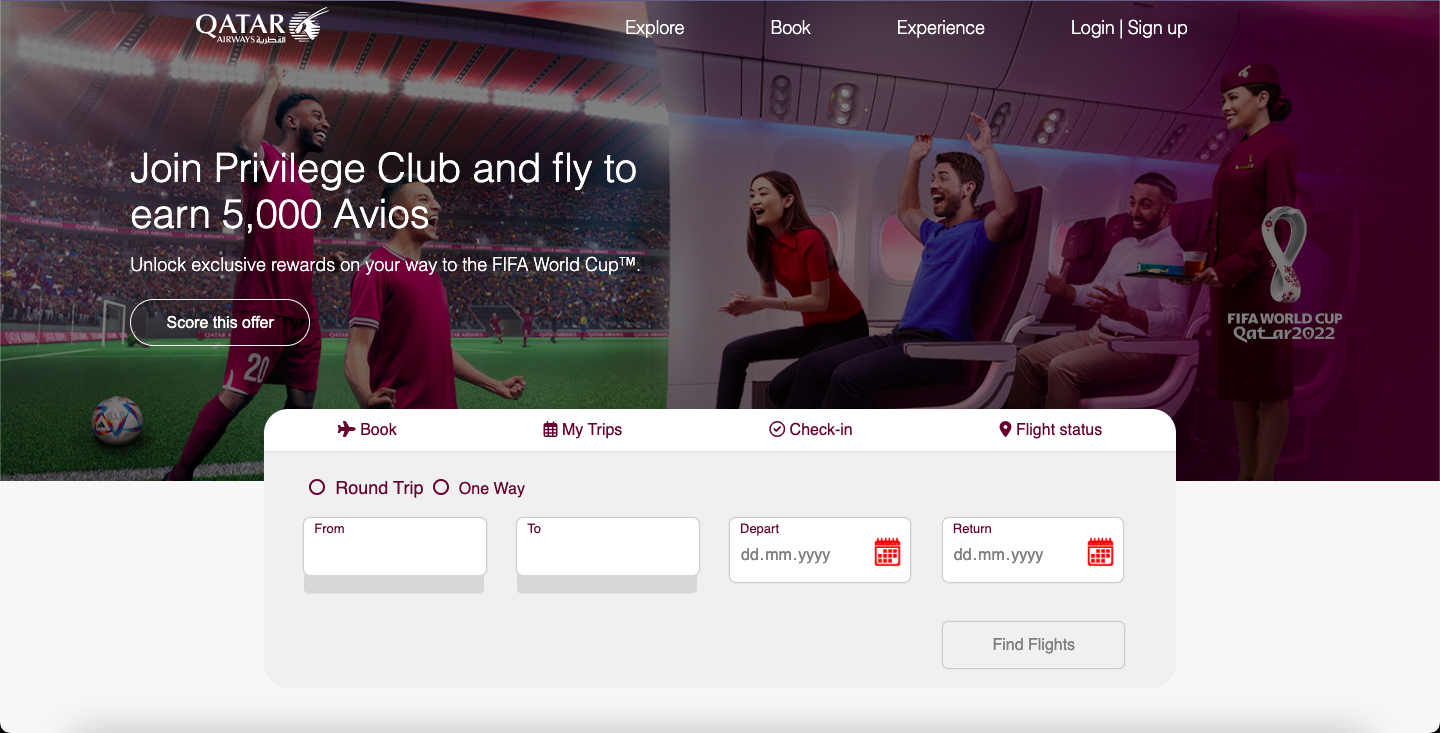 QATAR
AIRWAYS القطرية
Explore
Book
Experience
Login | Sign up
Join Privilege Club and fly to
earn 5,000 Avios
Unlock exclusive rewards on your way to the FIFA World Cup™.
Score this offer
20
FIFA WORLD CUP
Qatar2022
Book
My Trips
Check-in
Flight status
Round Trip
One Way
From
To
Depart
dd.mm.yyyy
Return
dd.mm.yyyy
Find Flights